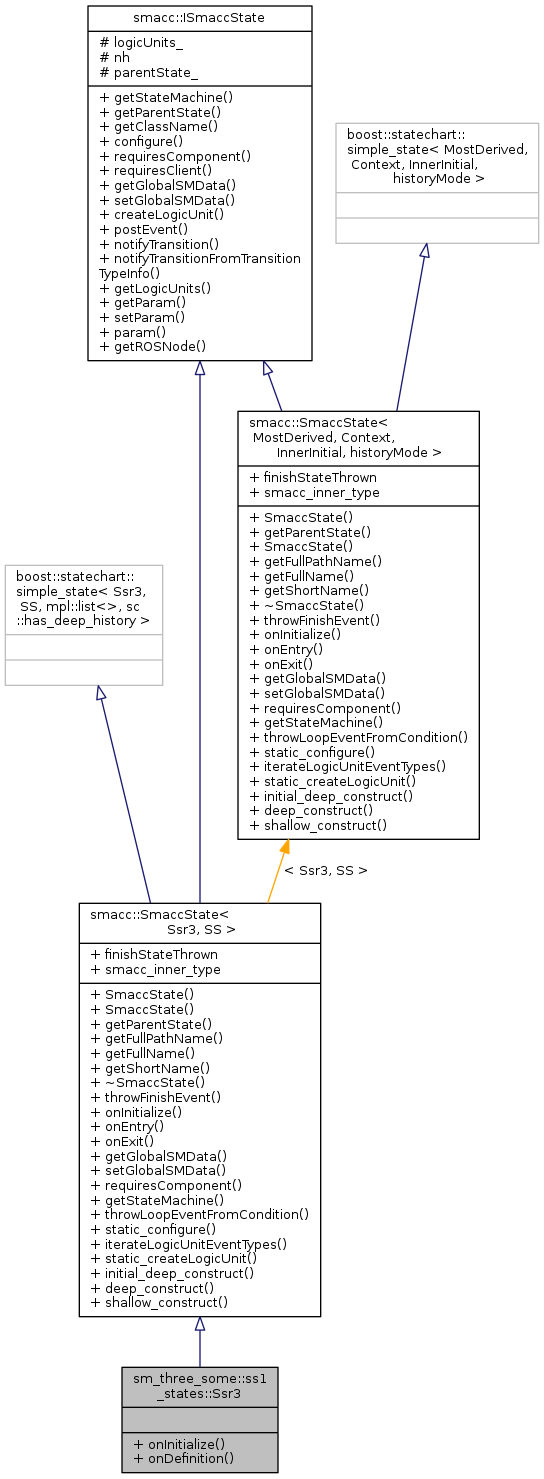 smacc::ISmaccState
# logicUnits_
# nh
# parentState_
+ getStateMachine()
+ getParentState()
+ getClassName()
+ configure()
+ requiresComponent()
+ requiresClient()
+ getGlobalSMData()
+ setGlobalSMData()
+ createLogicUnit()
+ postEvent()
+ notifyTransition()
+ notifyTransitionFromTransition
TypeInfo()
+ getLogicUnits()
+ getParam()
+ setParam()
+ param()
+ getROSNode()
boost::statechart::
simple_state< MostDerived,
Context, InnerInitial,
historyMode >
smacc::SmaccState<
MostDerived, Context,
InnerInitial, historyMode >
+ finishStateThrown
+ smacc_inner_type
+ SmaccState()
+ getParentState()
+ SmaccState()
+ getFullPathName()
+ getFullName()
+ getShortName()
+ ~SmaccState()
+ throwFinishEvent()
+ onInitialize()
+ onEntry()
+ onExit()
+ getGlobalSMData()
+ setGlobalSMData()
+ requiresComponent()
+ getStateMachine()
+ throwLoopEventFromCondition()
+ static_configure()
+ iterateLogicUnitEventTypes()
+ static_createLogicUnit()
+ initial_deep_construct()
+ deep_construct()
+ shallow_construct()
boost::statechart::
simple_state< Ssr3,
SS, mpl::list<>, sc
::has_deep_history >
< Ssr3, SS >
smacc::SmaccState<
Ssr3, SS >
+ finishStateThrown
+ smacc_inner_type
+ SmaccState()
+ SmaccState()
+ getParentState()
+ getFullPathName()
+ getFullName()
+ getShortName()
+ ~SmaccState()
+ throwFinishEvent()
+ onInitialize()
+ onEntry()
+ onExit()
+ getGlobalSMData()
+ setGlobalSMData()
+ requiresComponent()
+ getStateMachine()
+ throwLoopEventFromCondition()
+ static_configure()
+ iterateLogicUnitEventTypes()
+ static_createLogicUnit()
+ initial_deep_construct()
+ deep_construct()
+ shallow_construct()
sm_three_some::ss1
_states::Ssr3
+ onInitialize()
+ onDefinition()